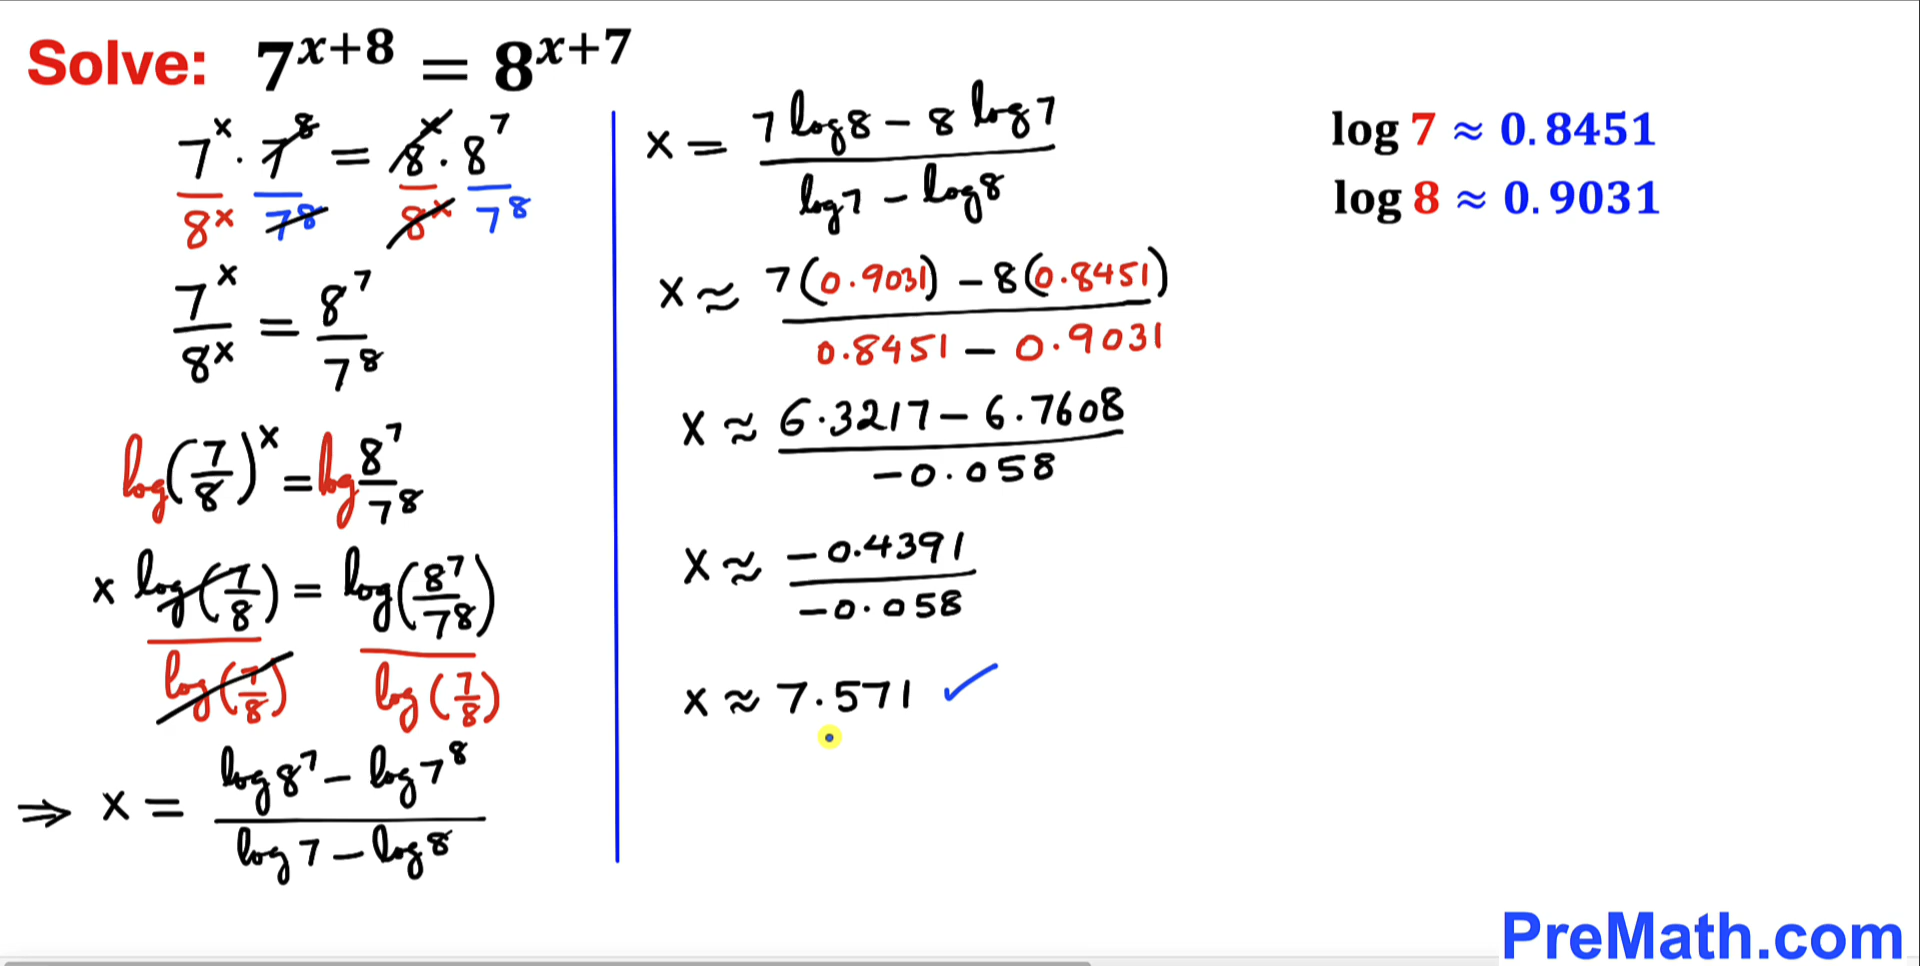 Solve: 7^{x+8} = 8^{x+7}
7^x · 7^8 = 8^x · 8^7
8^x 7^8 8^x 7^8
7^x / 8^x = 8^7 / 7^8
log(7/8)^x = log 8^7 / 7^8
x log(7/8) = log(8^7 / 7^8)
log(7/8) log(7/8)
⇒ x = log 8^7 − log 7^8
log 7 − log 8
x = 7 log 8 − 8 log 7
log 7 − log 8
x ≈ 7(0.9031) − 8(0.8451)
0.8451 − 0.9031
x ≈ 6.3217 − 6.7608
−0.058
x ≈ −0.4391
−0.058
x ≈ 7.571 ✓
log 7 ≈ 0.8451
log 8 ≈ 0.9031
PreMath.com